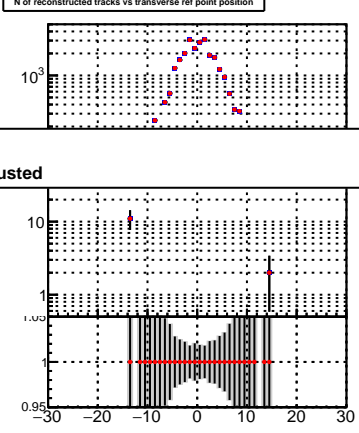 N of reconstructed tracks vs transverse ref point position
10³
usted
10
1
1.05
1
0.95
−30 −20 −10 0 10 20 30